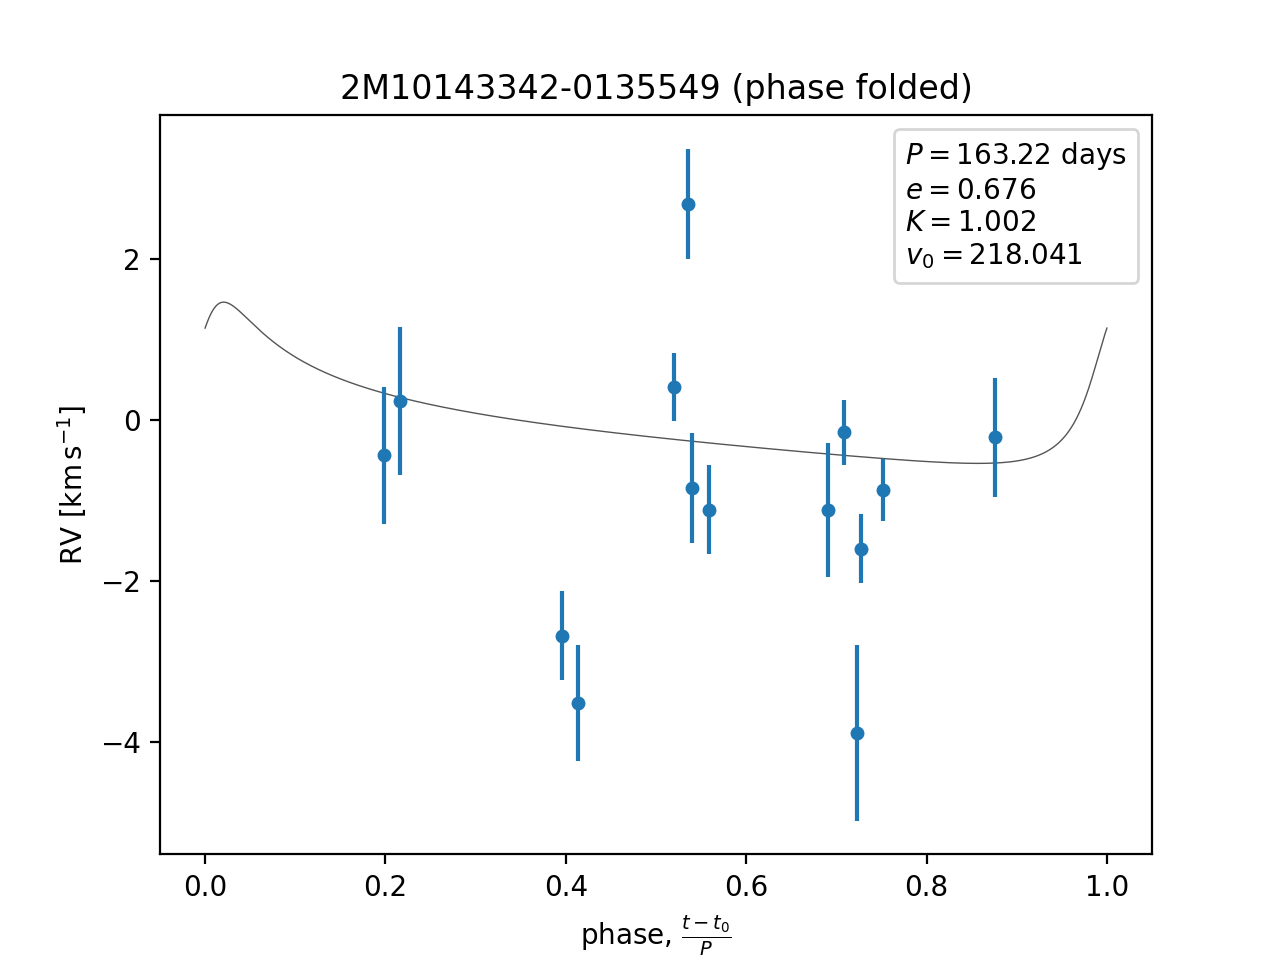 2M10143342-0135549 (phase folded)
P = 163.22 days
e = 0.676
K = 1.002
v₀ = 218.041
2
0
−2
−4
RV [km s⁻¹]
0.0 0.2 0.4 0.6 0.8 1.0
phase, (t − t₀)/P